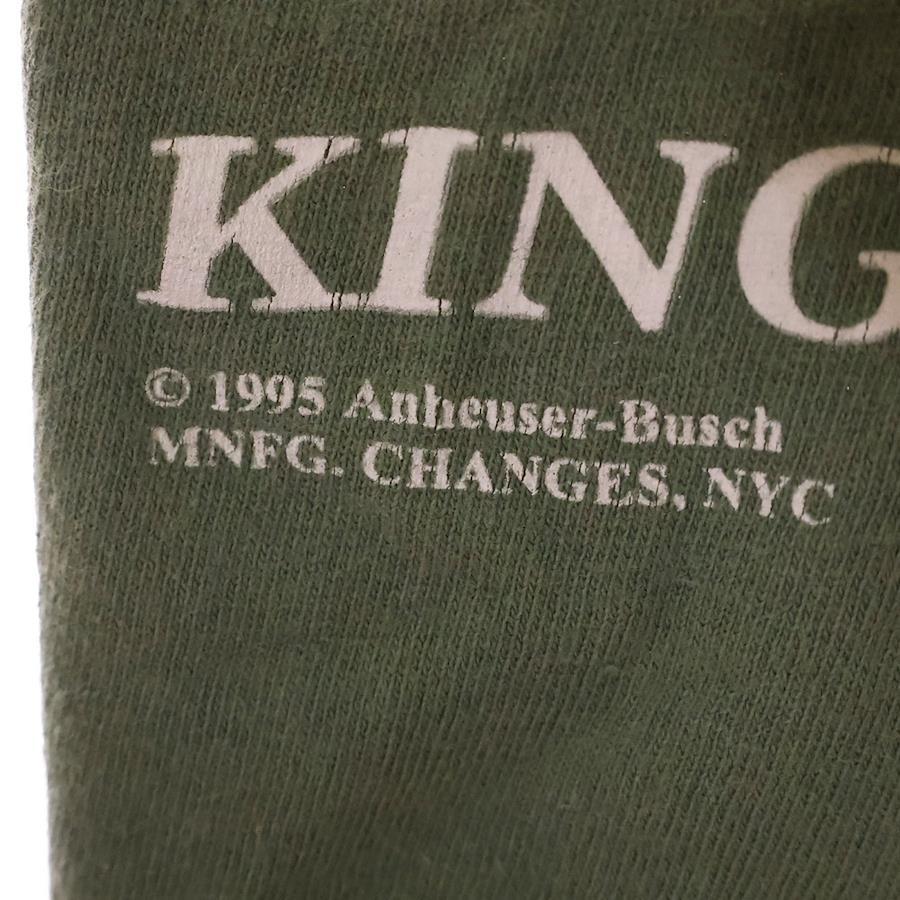 KING
© 1995 Anheuser-Busch
MNFG. CHANGES, NYC